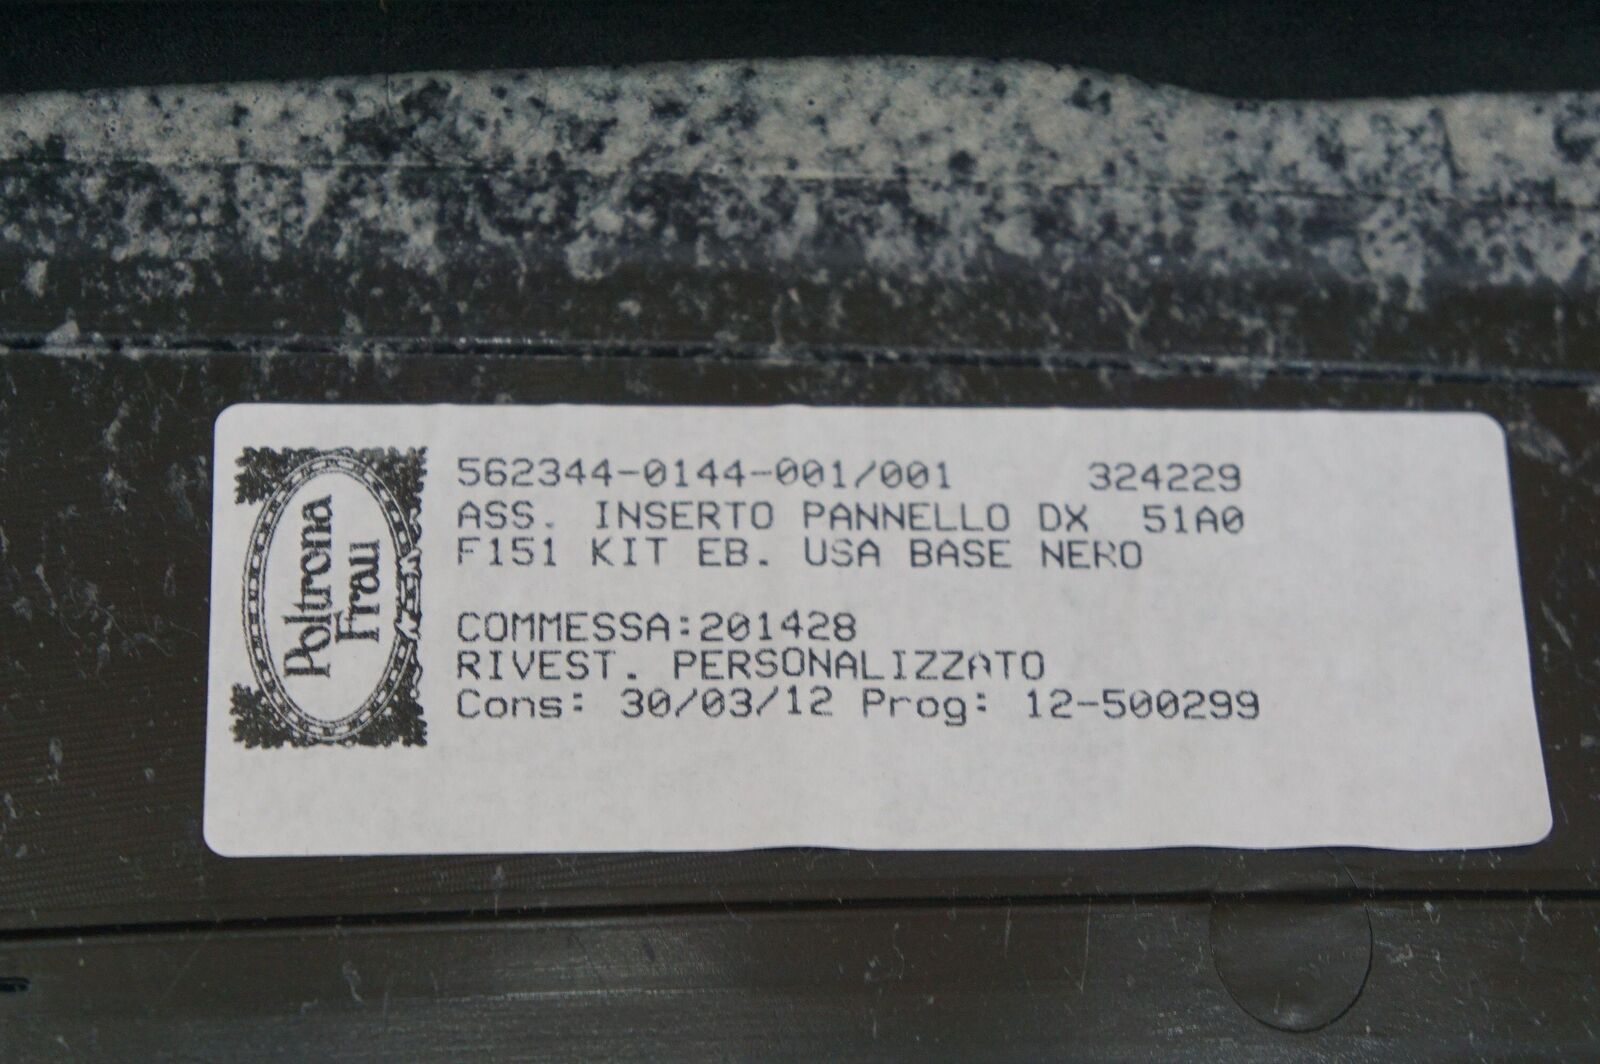 Poltrona
Frau
562344-0144-001/001 324229
ASS. INSERTO PANNELLO DX 51A0
F151 KIT EB. USA BASE NERO
COMMESSA:201428
RIVEST. PERSONALIZZATO
Cons: 30/03/12 Prog: 12-500299